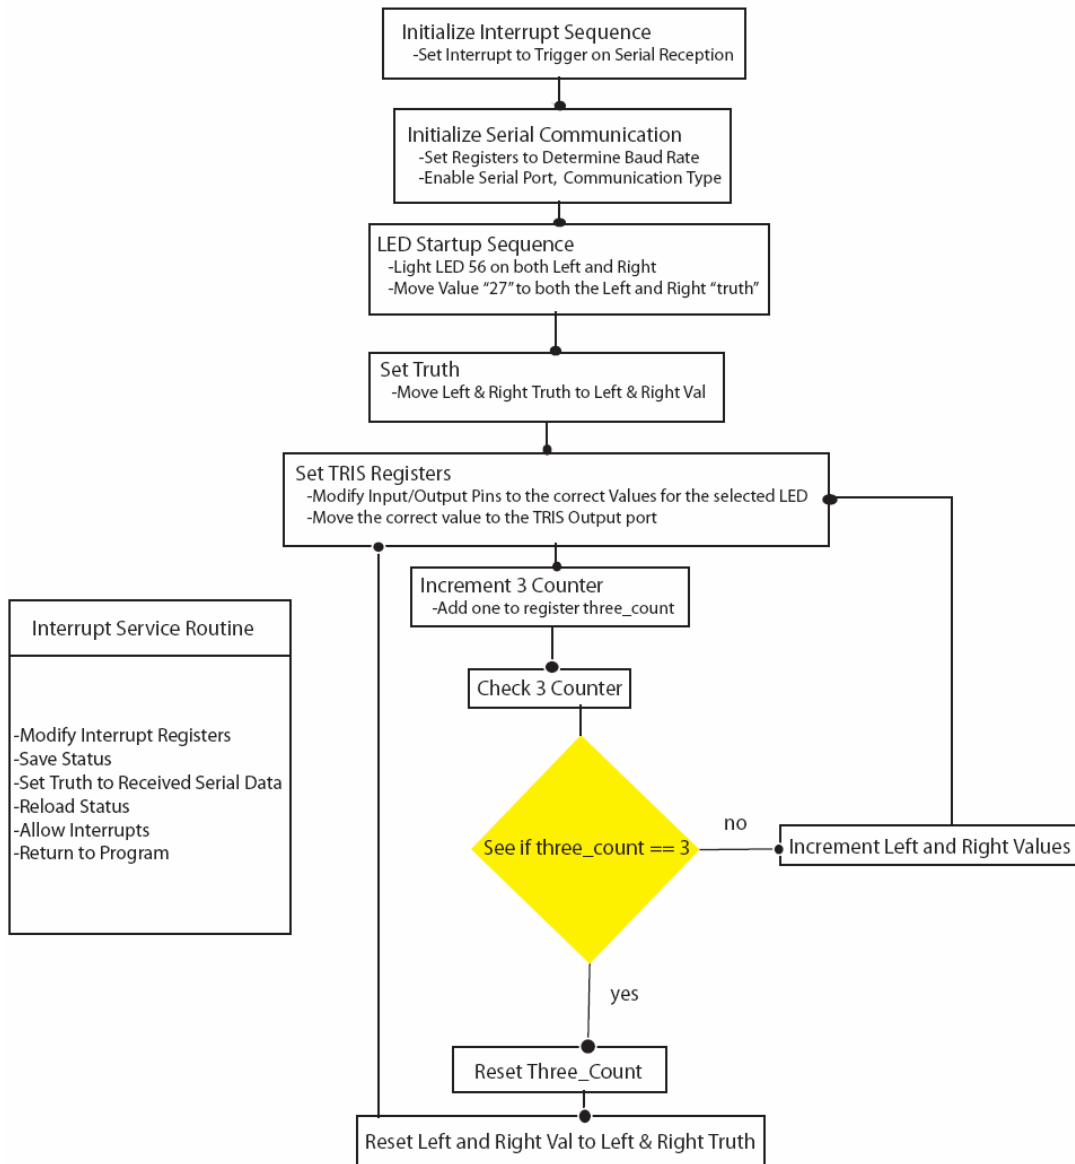 Initialize Interrupt Sequence
-Set Interrupt to Trigger on Serial Reception
Initialize Serial Communication
-Set Registers to Determine Baud Rate
-Enable Serial Port, Communication Type
LED Startup Sequence
-Light LED 56 on both Left and Right
-Move Value “27” to both the Left and Right “truth”
Set Truth
-Move Left & Right Truth to Left & Right Val
Set TRIS Registers
-Modify Input/Output Pins to the correct Values for the selected LED
-Move the correct value to the TRIS Output port
Increment 3 Counter
-Add one to register three_count
Check 3 Counter
See if three_count == 3
no
Increment Left and Right Values
yes
Reset Three_Count
Reset Left and Right Val to Left & Right Truth
Interrupt Service Routine
-Modify Interrupt Registers
-Save Status
-Set Truth to Received Serial Data
-Reload Status
-Allow Interrupts
-Return to Program